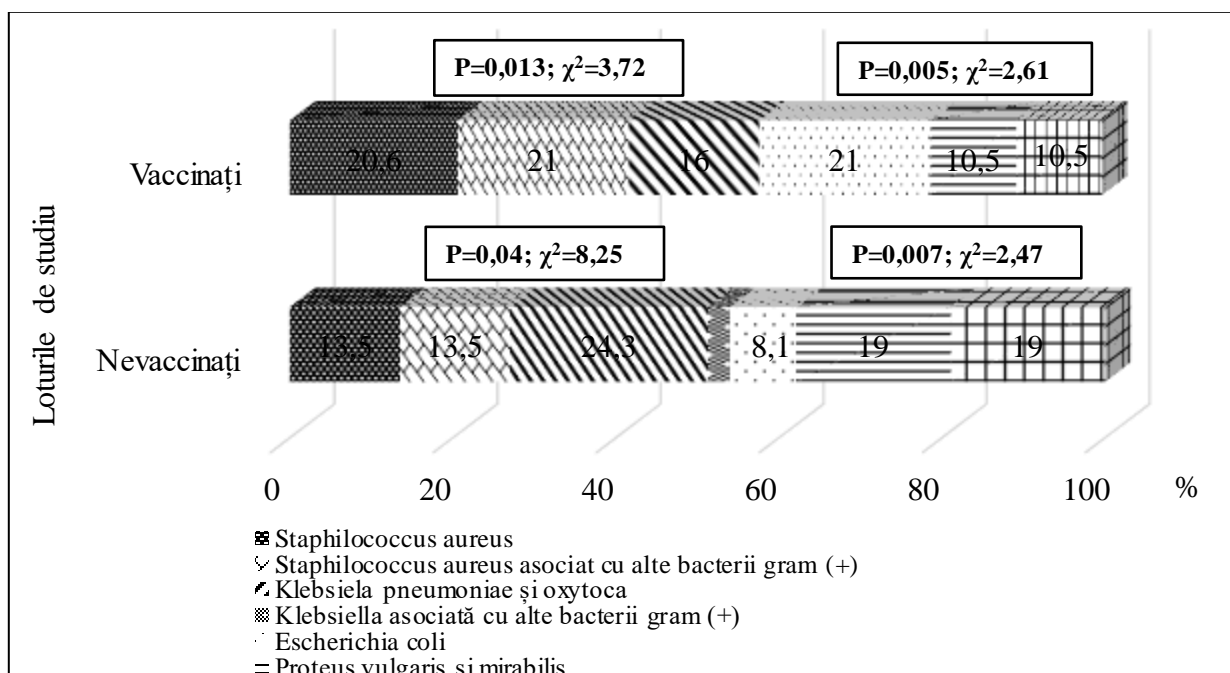 P=0,013; χ²=3,72
P=0,005; χ²=2,61
Vaccinați
20,6 21 16 21 10,5 10,5
P=0,04; χ²=8,25
P=0,007; χ²=2,47
Nevaccinați
13,5 13,5 24,3 8,1 19 19
Loturile de studiu
0 20 40 60 80 100 %
Staphilococcus aureus
Staphilococcus aureus asociat cu alte bacterii gram (+)
Klebsiela pneumoniae și oxytoca
Klebsiella asociată cu alte bacterii gram (+)
Escherichia coli
Proteus vulgaris și mirabilis